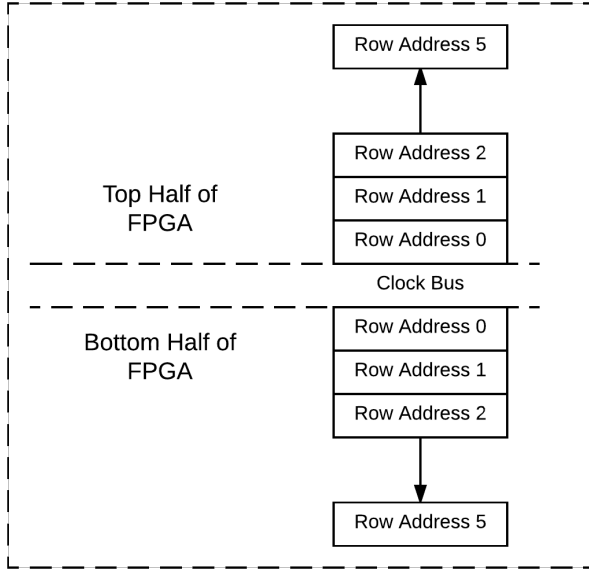 Row Address 5
Row Address 2
Top Half of
FPGA
Row Address 1
Row Address 0
Clock Bus
Bottom Half of
FPGA
Row Address 0
Row Address 1
Row Address 2
Row Address 5